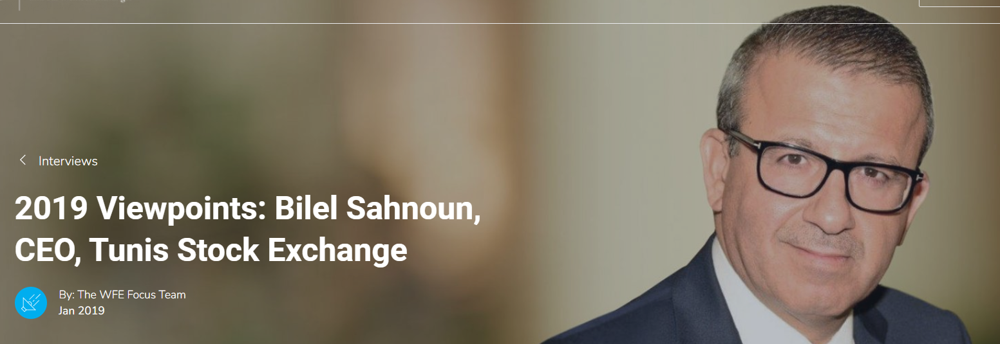 Interviews
2019 Viewpoints: Bilel Sahnoun,
CEO, Tunis Stock Exchange
By: The WFE Focus Team
Jan 2019